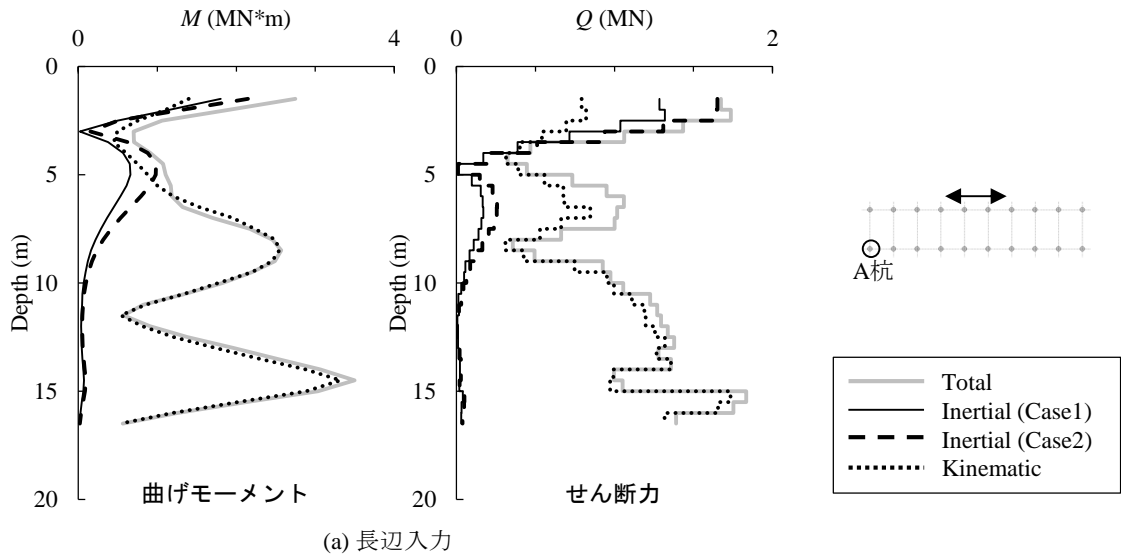 M (MN*m)
0 4
0
5
10
15
20
Depth (m)
曲げモーメント
Q (MN)
0 2
0
5
10
15
20
Depth (m)
せん断力
A杭
Total
Inertial (Case1)
Inertial (Case2)
Kinematic
(a) 長辺入力